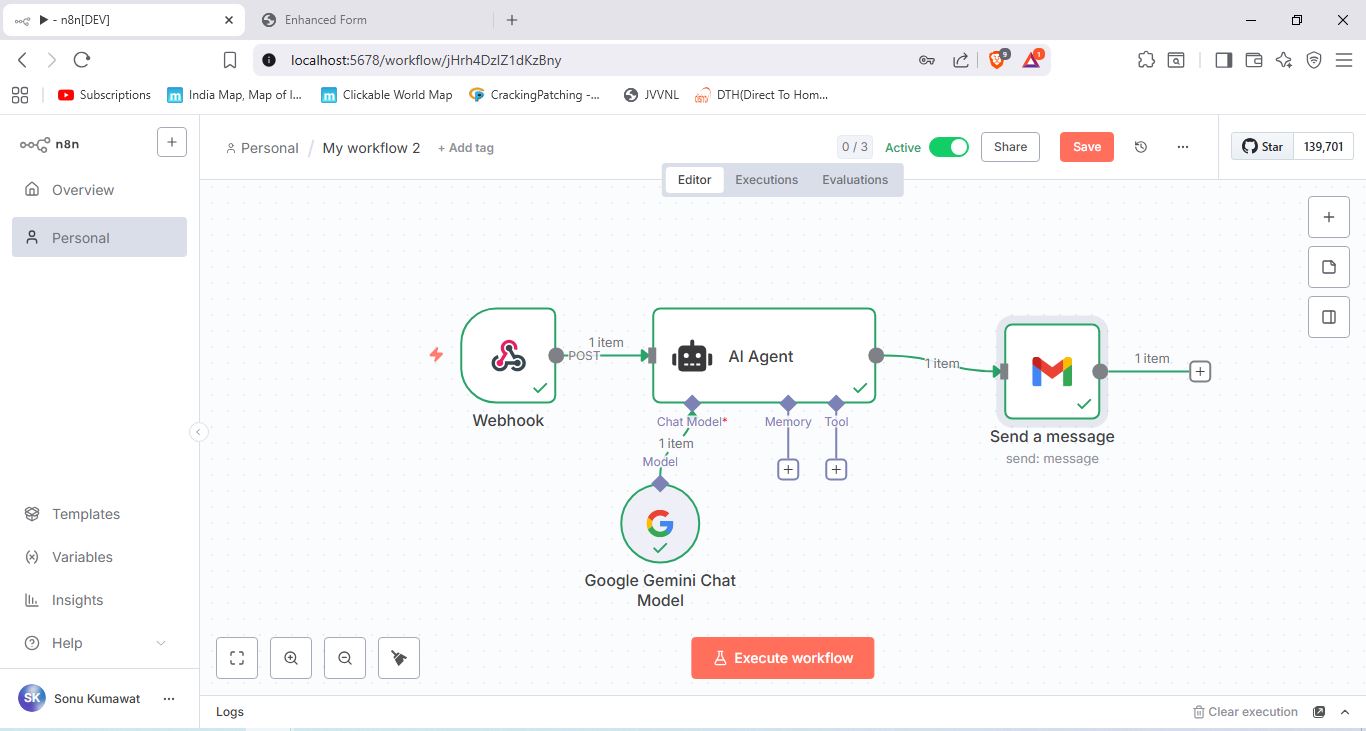 ▶ - n8n[DEV]
Enhanced Form
localhost:5678/workflow/jHrh4DzIZ1dKzBny
9
1
Subscriptions
India Map, Map of I...
Clickable World Map
CrackingPatching -...
JVVNL
DTH(Direct To Hom...
n8n
Personal / My workflow 2 + Add tag
0 / 3
Active
Share
Save
Star
139,701
Editor
Executions
Evaluations
Overview
Personal
1 item
POST
AI Agent
1 item
1 item
Webhook
Chat Model*
Memory
Tool
1 item
Model
Send a message
send: message
Google Gemini Chat
Model
Templates
Variables
Insights
Help
Execute workflow
SK
Sonu Kumawat
Logs
Clear execution